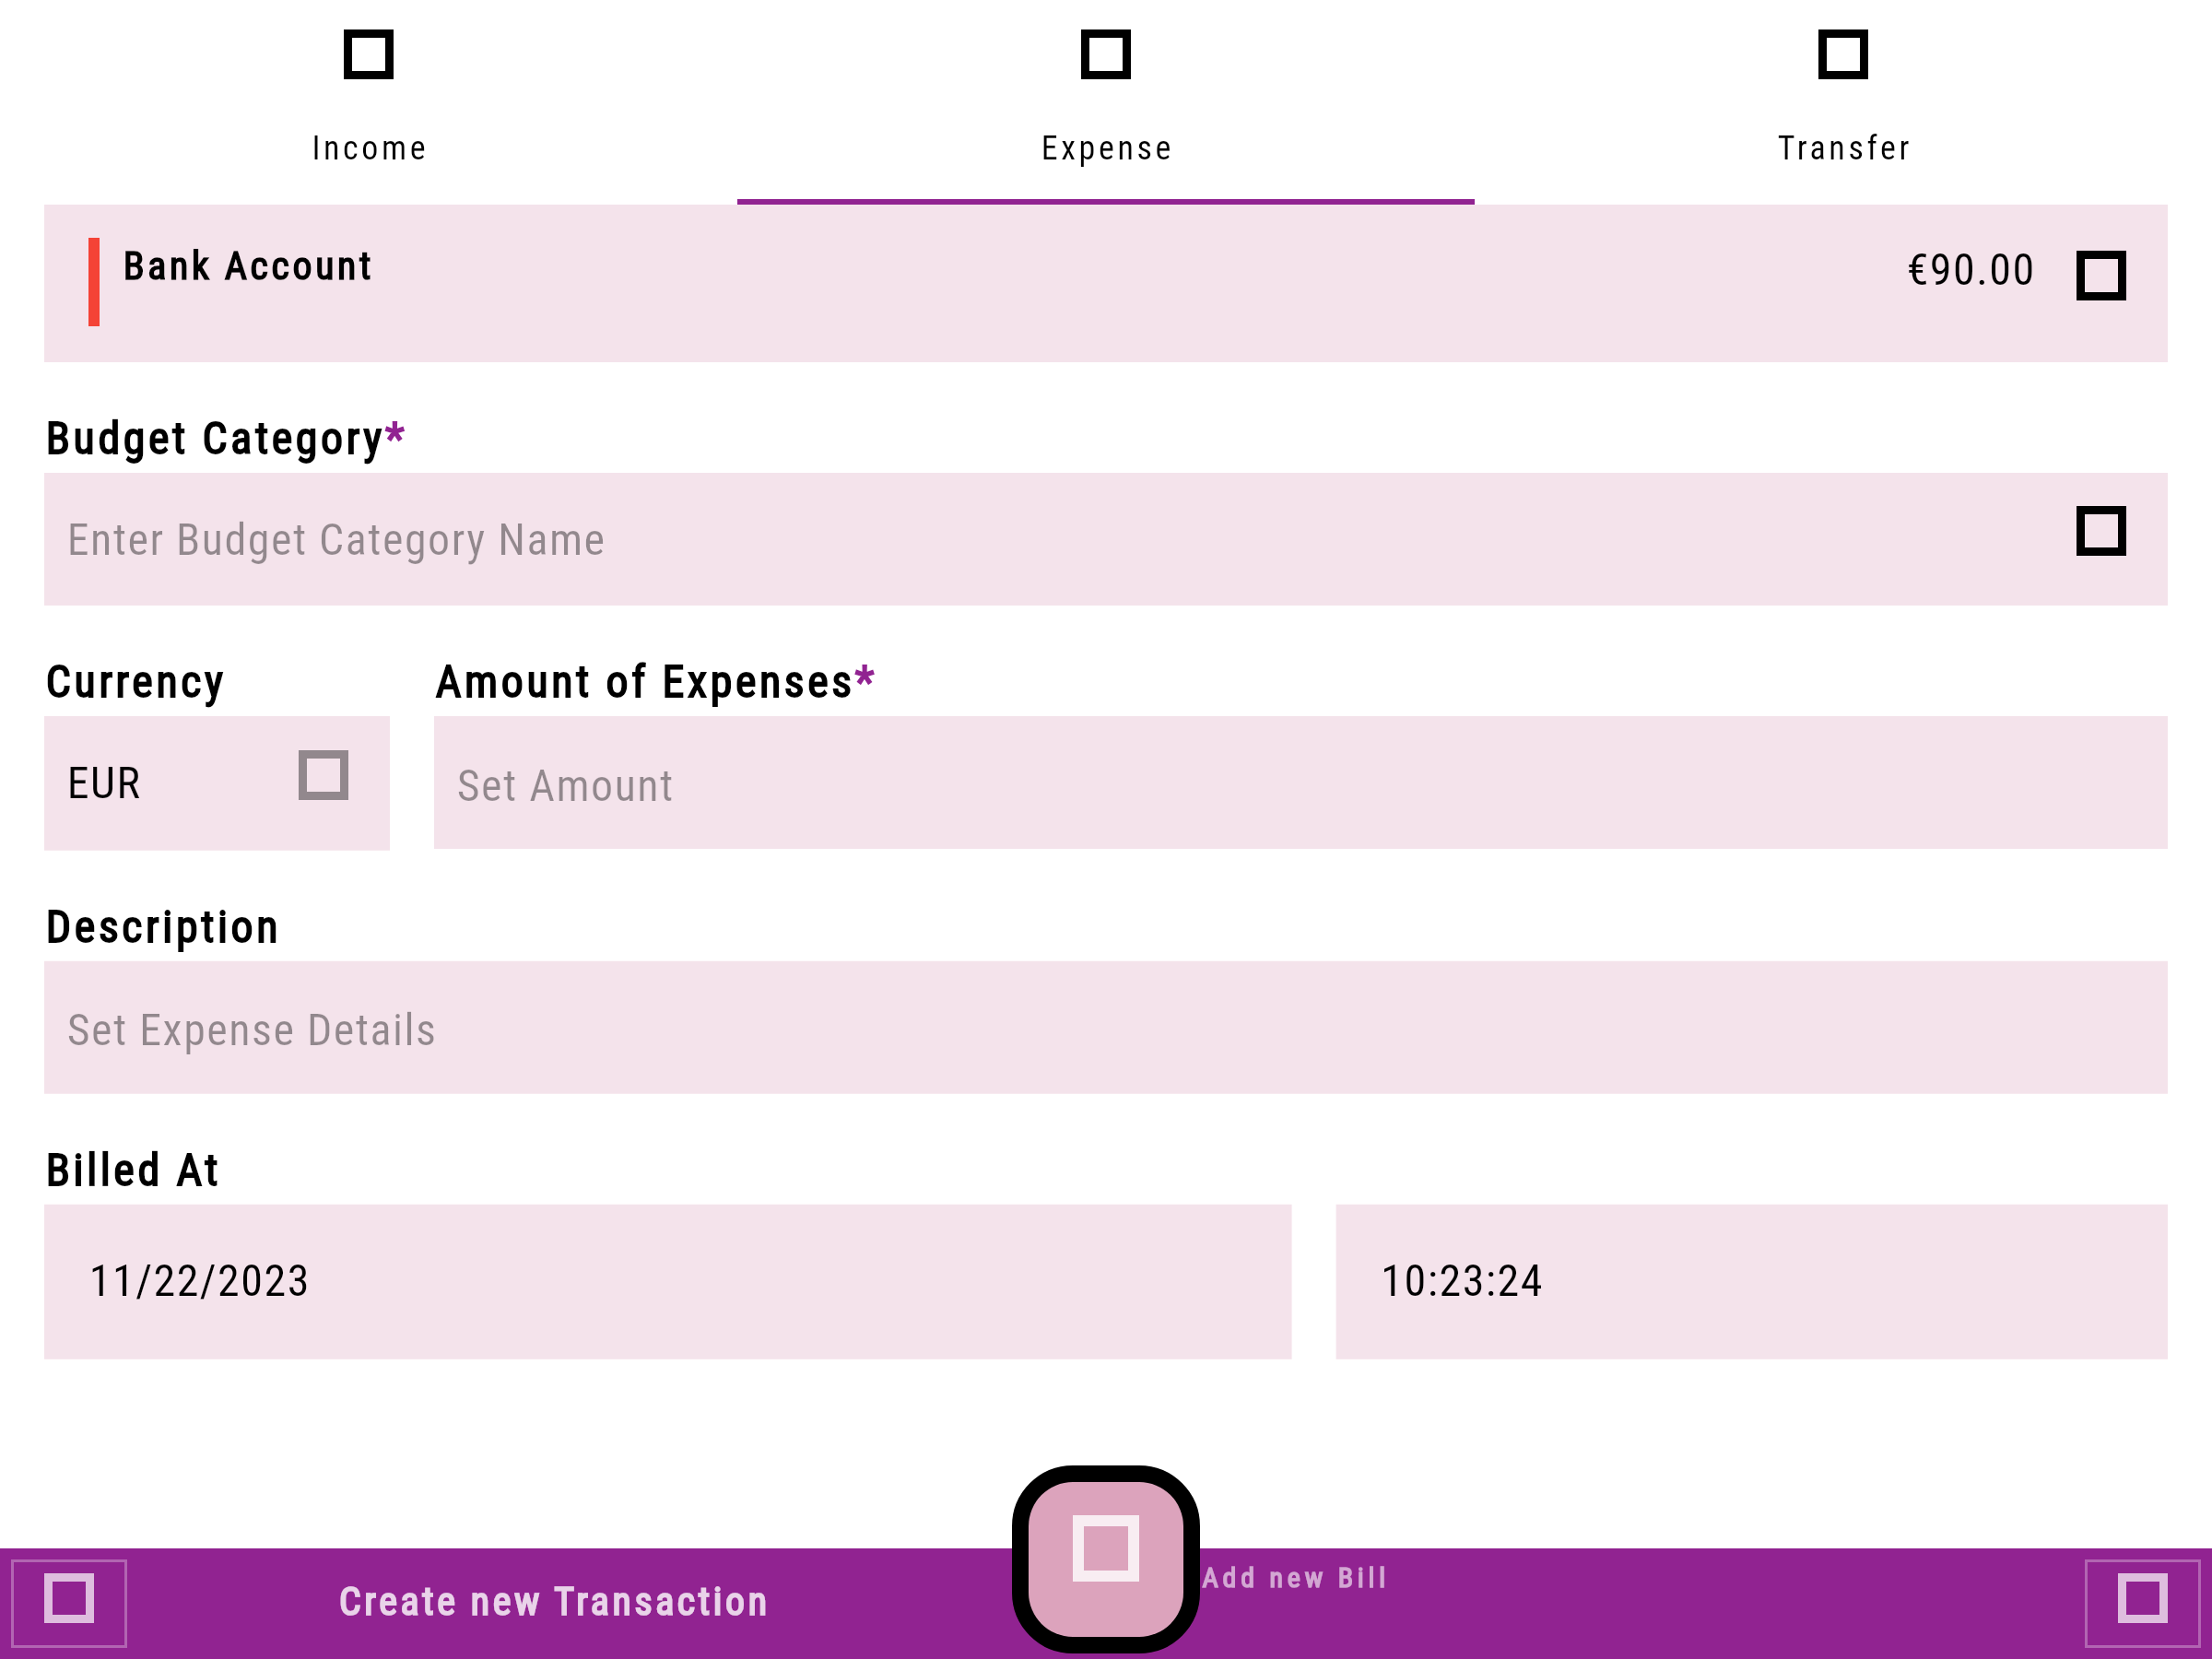 Income
Expense
Transfer
Bank Account
€90.00
Budget Category*
Enter Budget Category Name
Currency
Amount of Expenses*
EUR
Set Amount
Description
Set Expense Details
Billed At
11/22/2023
10:23:24
Create new Transaction
Add new Bill